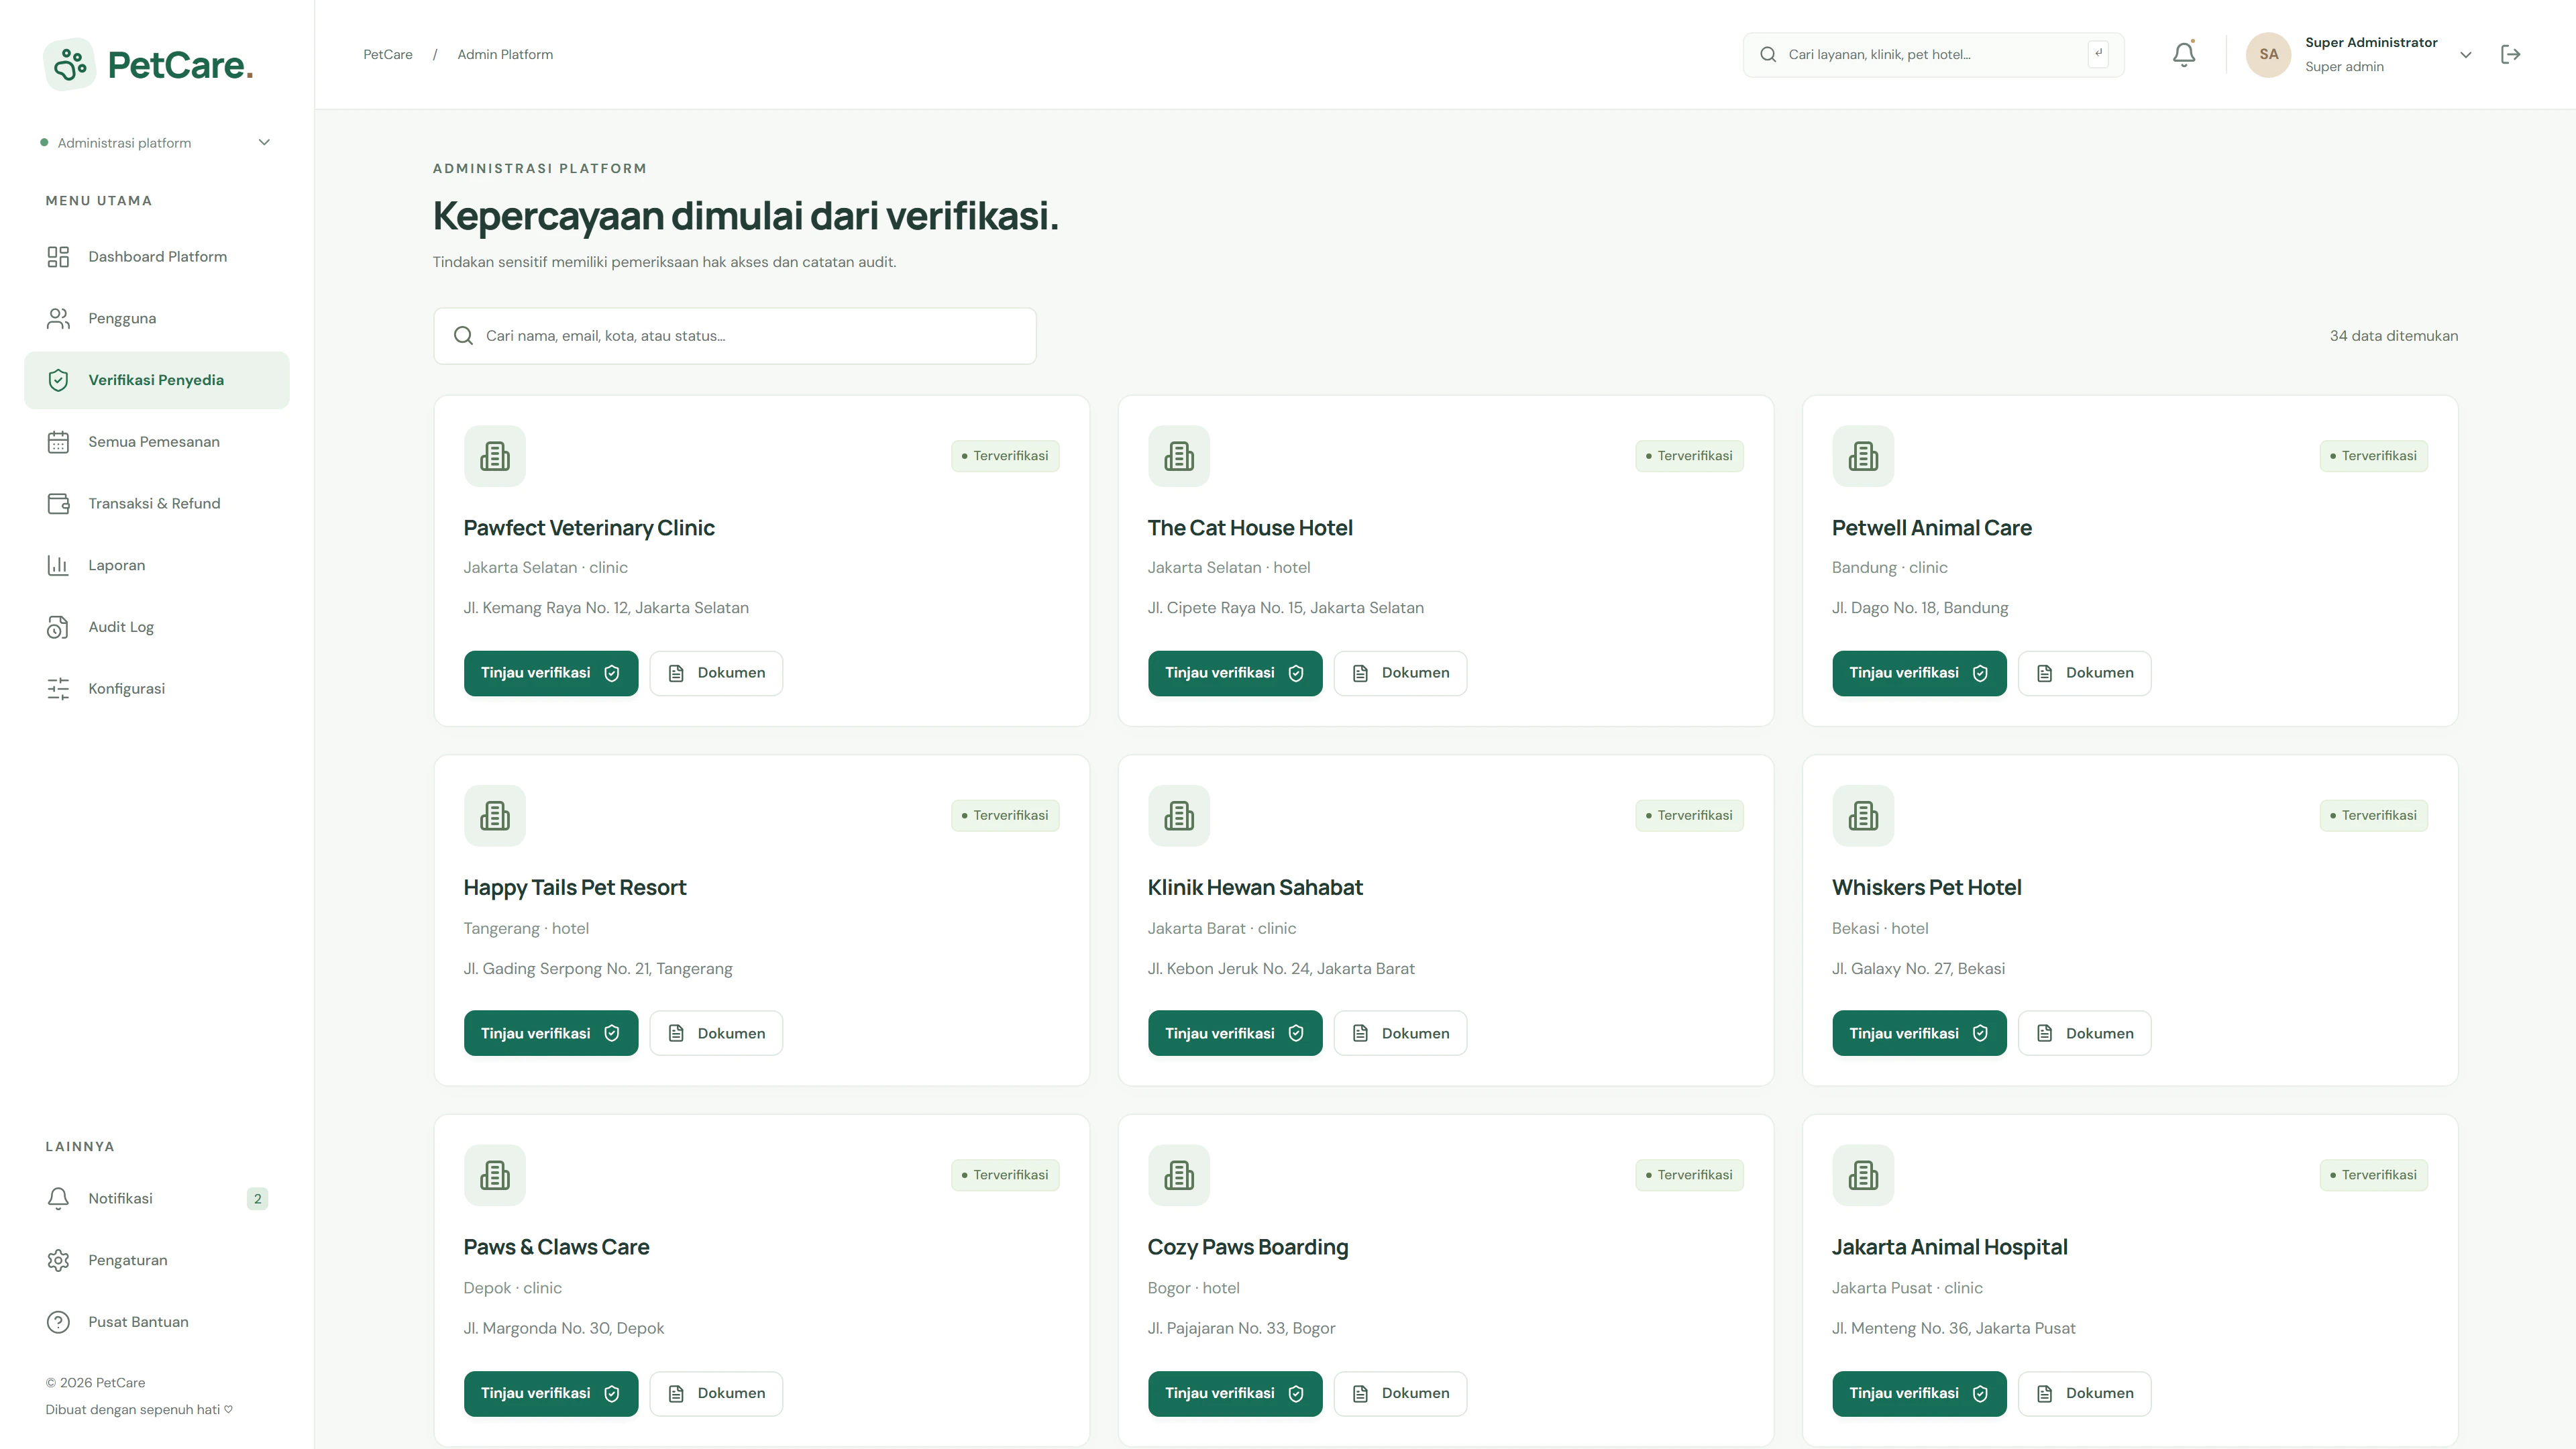 PetCare.
Administrasi platform
MENU UTAMA
Dashboard Platform
Pengguna
Verifikasi Penyedia
Semua Pemesanan
Transaksi & Refund
Laporan
Audit Log
Konfigurasi
LAINNYA
Notifikasi 2
Pengaturan
Pusat Bantuan
© 2026 PetCare
Dibuat dengan sepenuh hati ♡
PetCare / Admin Platform
Cari layanan, klinik, pet hotel... ↵
SA
Super Administrator
Super admin
ADMINISTRASI PLATFORM
Kepercayaan dimulai dari verifikasi.
Tindakan sensitif memiliki pemeriksaan hak akses dan catatan audit.
Cari nama, email, kota, atau status...
34 data ditemukan
Terverifikasi
Pawfect Veterinary Clinic
Jakarta Selatan · clinic
Jl. Kemang Raya No. 12, Jakarta Selatan
Tinjau verifikasi Dokumen
Terverifikasi
The Cat House Hotel
Jakarta Selatan · hotel
Jl. Cipete Raya No. 15, Jakarta Selatan
Tinjau verifikasi Dokumen
Terverifikasi
Petwell Animal Care
Bandung · clinic
Jl. Dago No. 18, Bandung
Tinjau verifikasi Dokumen
Terverifikasi
Happy Tails Pet Resort
Tangerang · hotel
Jl. Gading Serpong No. 21, Tangerang
Tinjau verifikasi Dokumen
Terverifikasi
Klinik Hewan Sahabat
Jakarta Barat · clinic
Jl. Kebon Jeruk No. 24, Jakarta Barat
Tinjau verifikasi Dokumen
Terverifikasi
Whiskers Pet Hotel
Bekasi · hotel
Jl. Galaxy No. 27, Bekasi
Tinjau verifikasi Dokumen
Terverifikasi
Paws & Claws Care
Depok · clinic
Jl. Margonda No. 30, Depok
Tinjau verifikasi Dokumen
Terverifikasi
Cozy Paws Boarding
Bogor · hotel
Jl. Pajajaran No. 33, Bogor
Tinjau verifikasi Dokumen
Terverifikasi
Jakarta Animal Hospital
Jakarta Pusat · clinic
Jl. Menteng No. 36, Jakarta Pusat
Tinjau verifikasi Dokumen